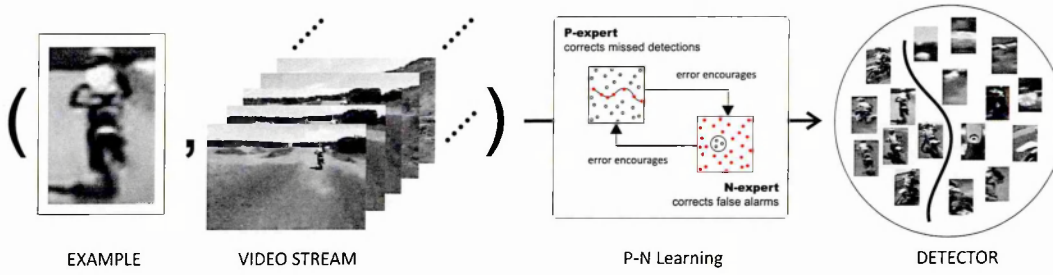 P-expert
corrects missed detections
error encourages
error encourages
N-expert
corrects false alarms
EXAMPLE
VIDEO STREAM
P-N Learning
DETECTOR